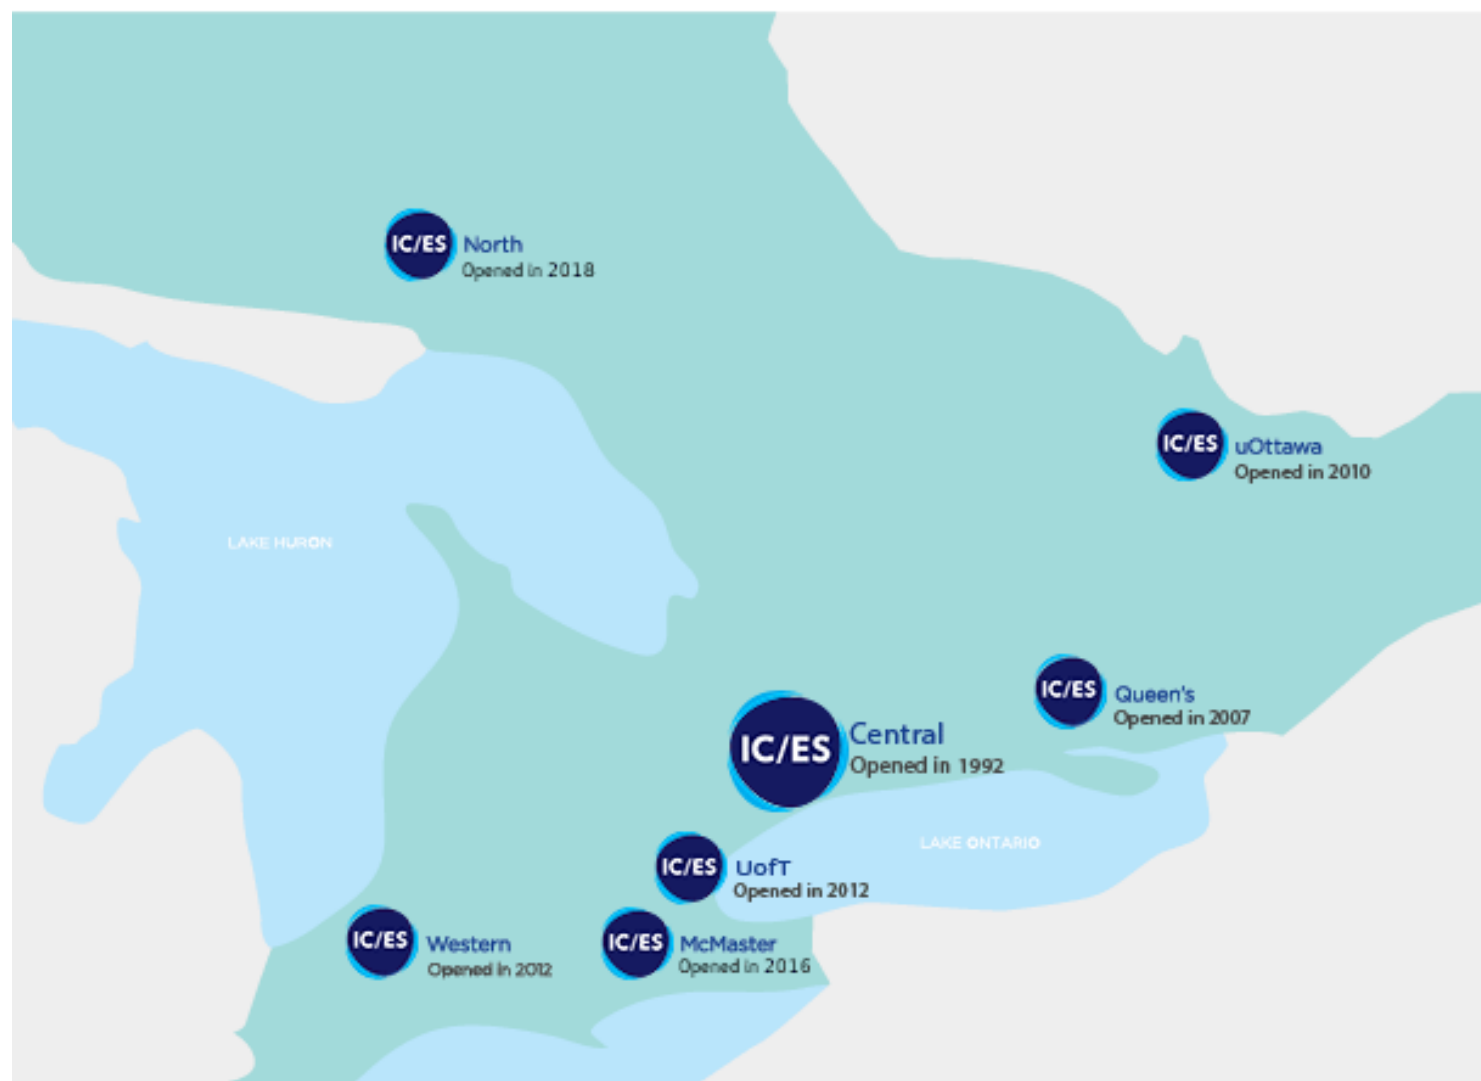 IC/ES
North
Opened in 2018
IC/ES
uOttawa
Opened in 2010
LAKE HURON
IC/ES
Queen's
Opened in 2007
IC/ES
Central
Opened in 1992
LAKE ONTARIO
IC/ES
UofT
Opened in 2012
IC/ES
Western
Opened in 2012
IC/ES
McMaster
Opened in 2016